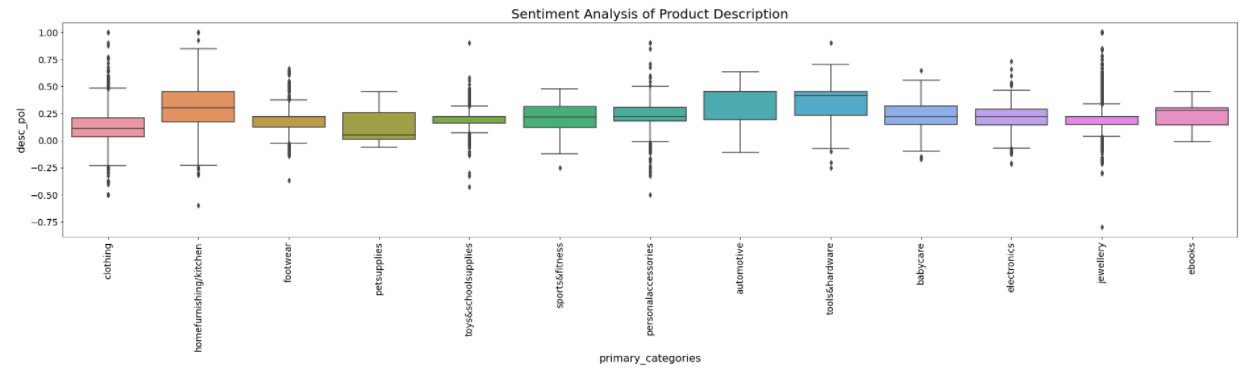 Sentiment Analysis of Product Description
desc_pol
1.00
0.75
0.50
0.25
0.00
−0.25
−0.50
−0.75
clothing
homefurnishing/kitchen
footwear
petsupplies
toys&schoolsupplies
sports&fitness
personalaccessories
automotive
tools&hardware
babycare
electronics
jewellery
ebooks
primary_categories